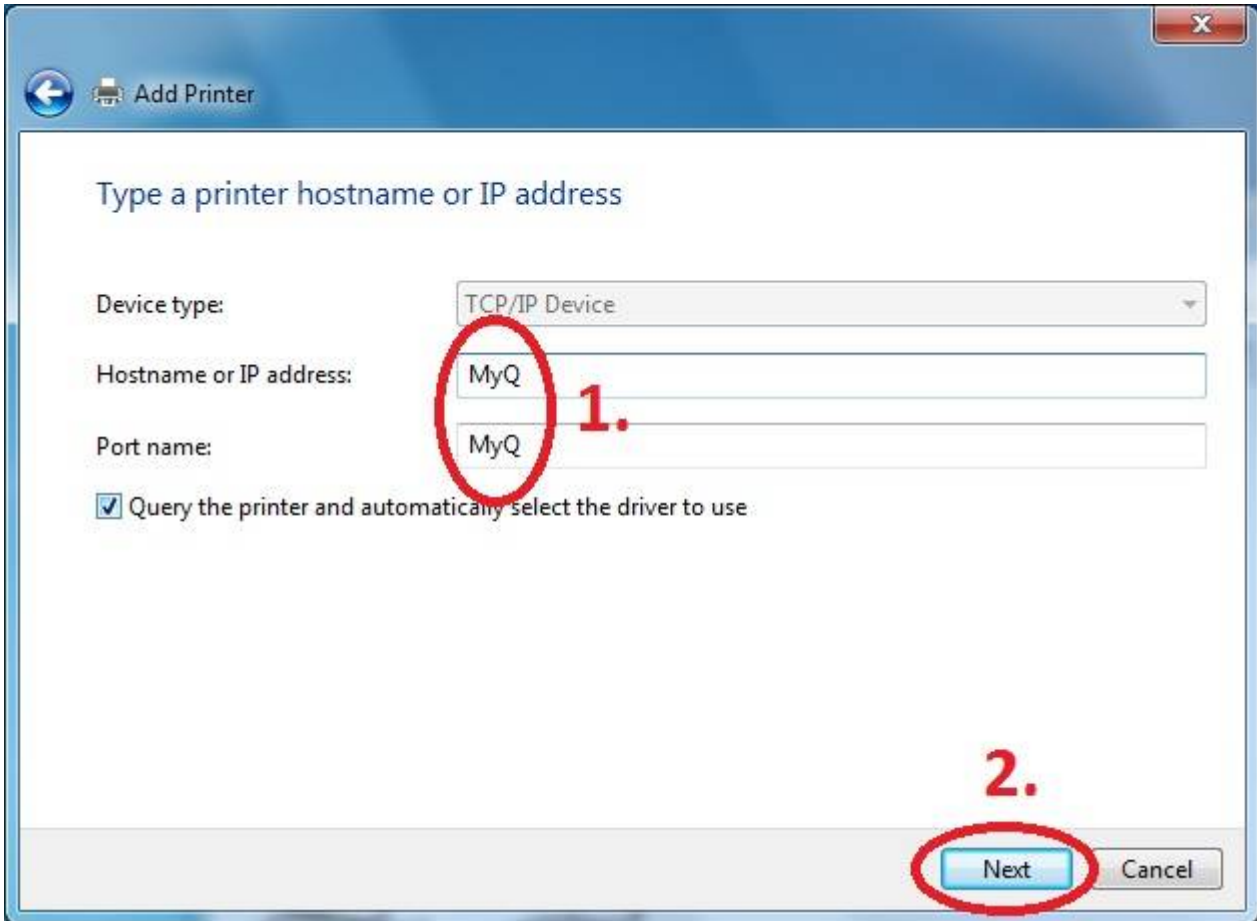 X
Add Printer
Type a printer hostname or IP address
Device type: TCP/IP Device
Hostname or IP address: MyQ
1.
Port name: MyQ
Query the printer and automatically select the driver to use
2.
Next Cancel